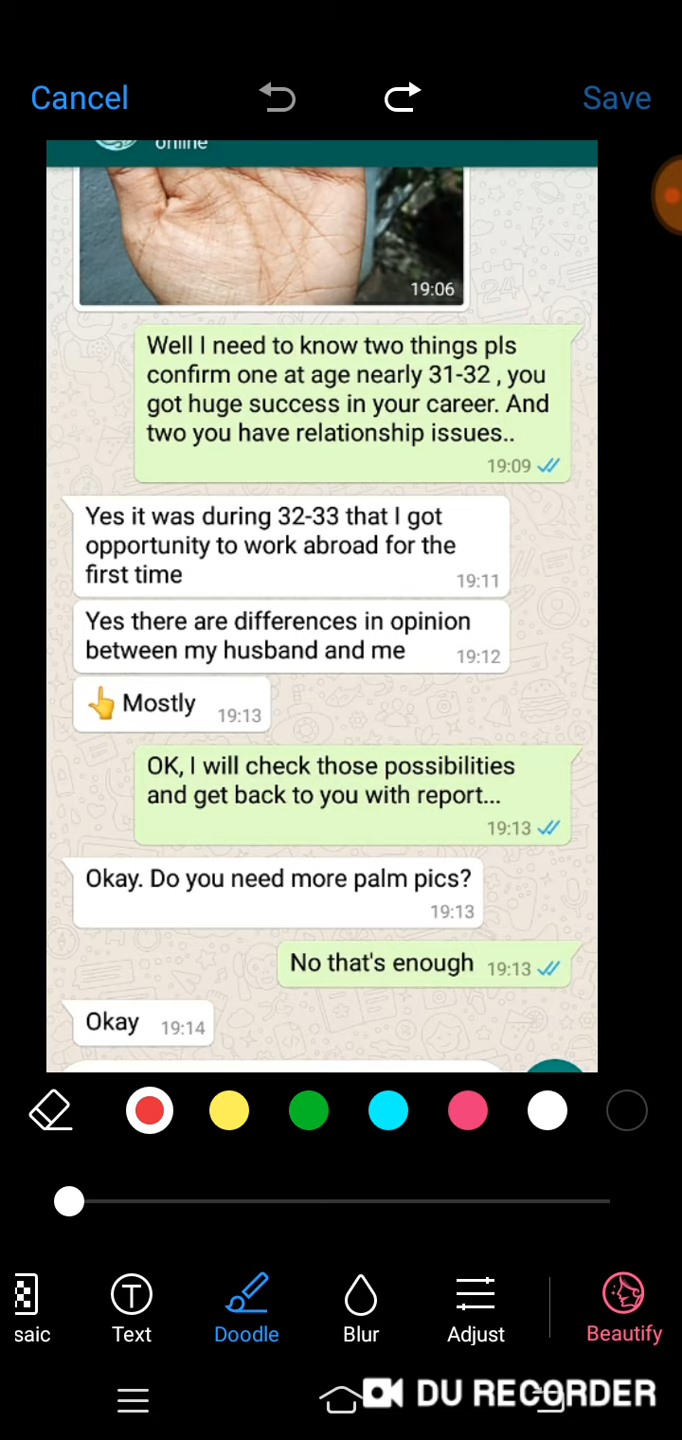 Cancel
Save
online
19:06
Well I need to know two things pls
confirm one at age nearly 31-32 , you
got huge success in your career. And
two you have relationship issues..
19:09
Yes it was during 32-33 that I got
opportunity to work abroad for the
first time
19:11
Yes there are differences in opinion
between my husband and me
19:12
👆 Mostly
19:13
OK, I will check those possibilities
and get back to you with report...
19:13
Okay. Do you need more palm pics?
19:13
No that's enough 19:13
Okay 19:14
saic
Text
Doodle
Blur
Adjust
Beautify
DU RECORDER